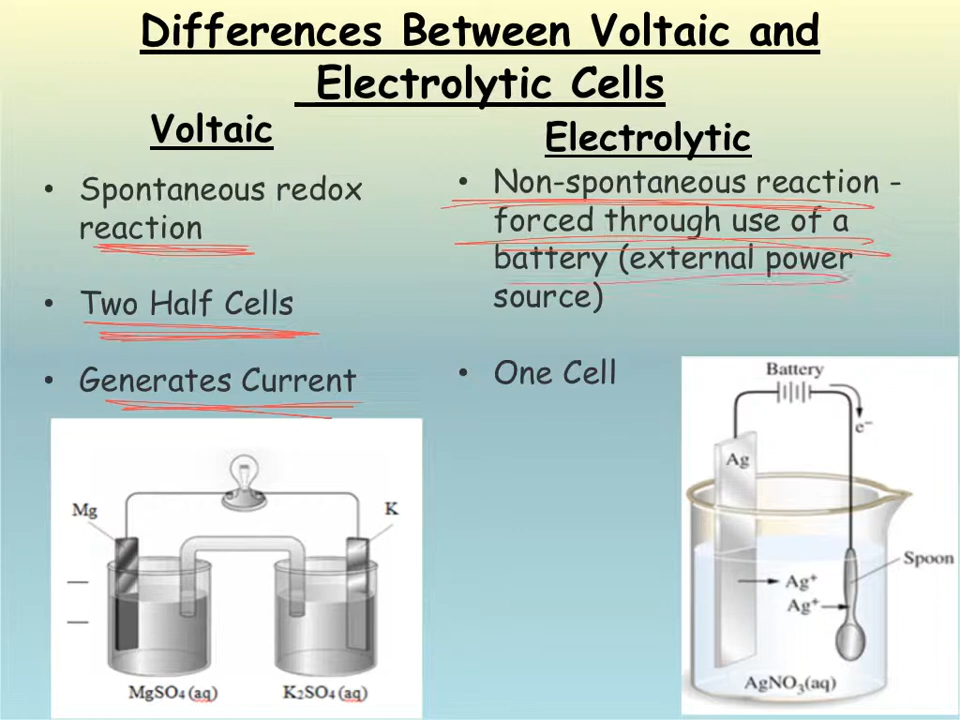 Differences Between Voltaic and
Electrolytic Cells
Voltaic
• Spontaneous redox
reaction
• Two Half Cells
• Generates Current
Mg
K
MgSO4 (aq)
K2SO4 (aq)
Electrolytic
• Non-spontaneous reaction -
forced through use of a
battery (external power
source)
• One Cell
Battery
e⁻
Ag
Spoon
Ag⁺
Ag⁺
AgNO₃(aq)